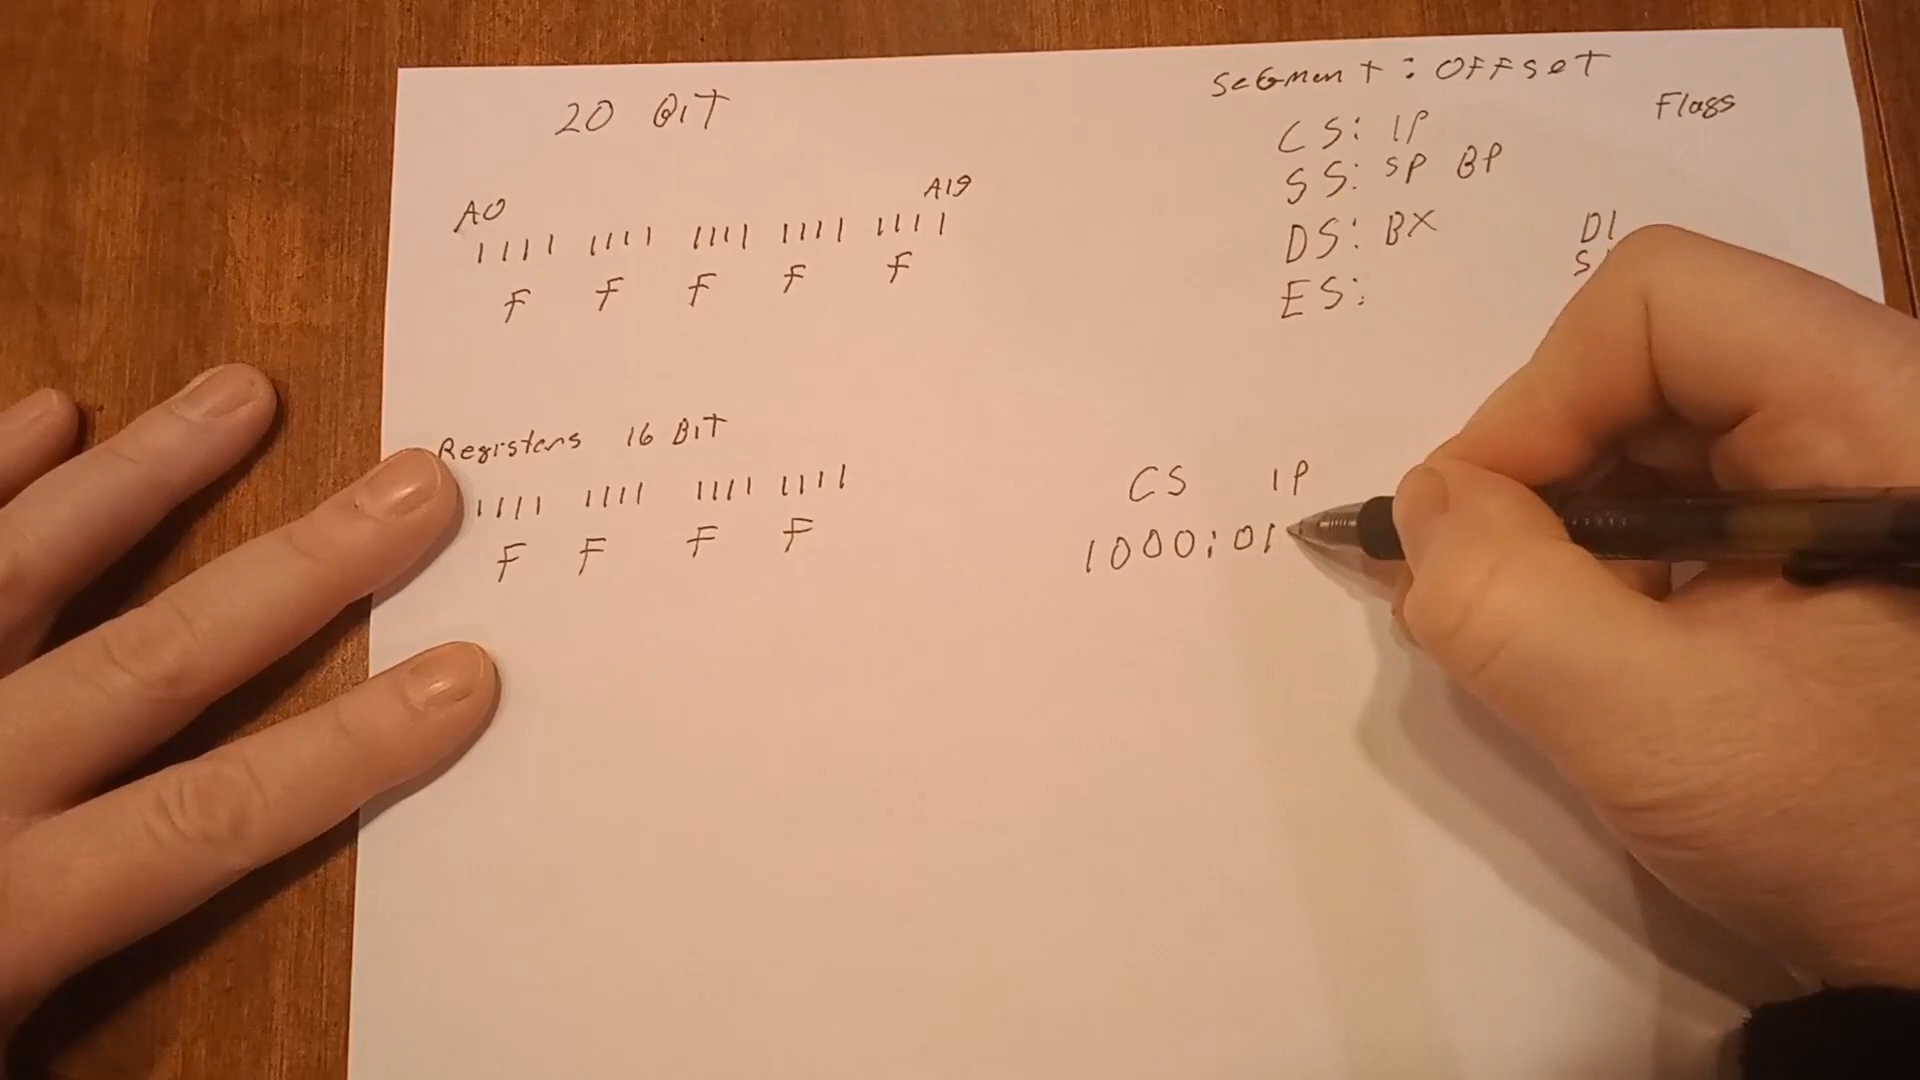 20 BIT
A0 A19
1111 1111 1111 1111 1111
F F F F F
Registers 16 BIT
1111 1111 1111 1111
F F F F
Segment : OFFset
Flags
CS: IP
SS: SP BP
DS: BX DI
ES:
CS IP
1000:01